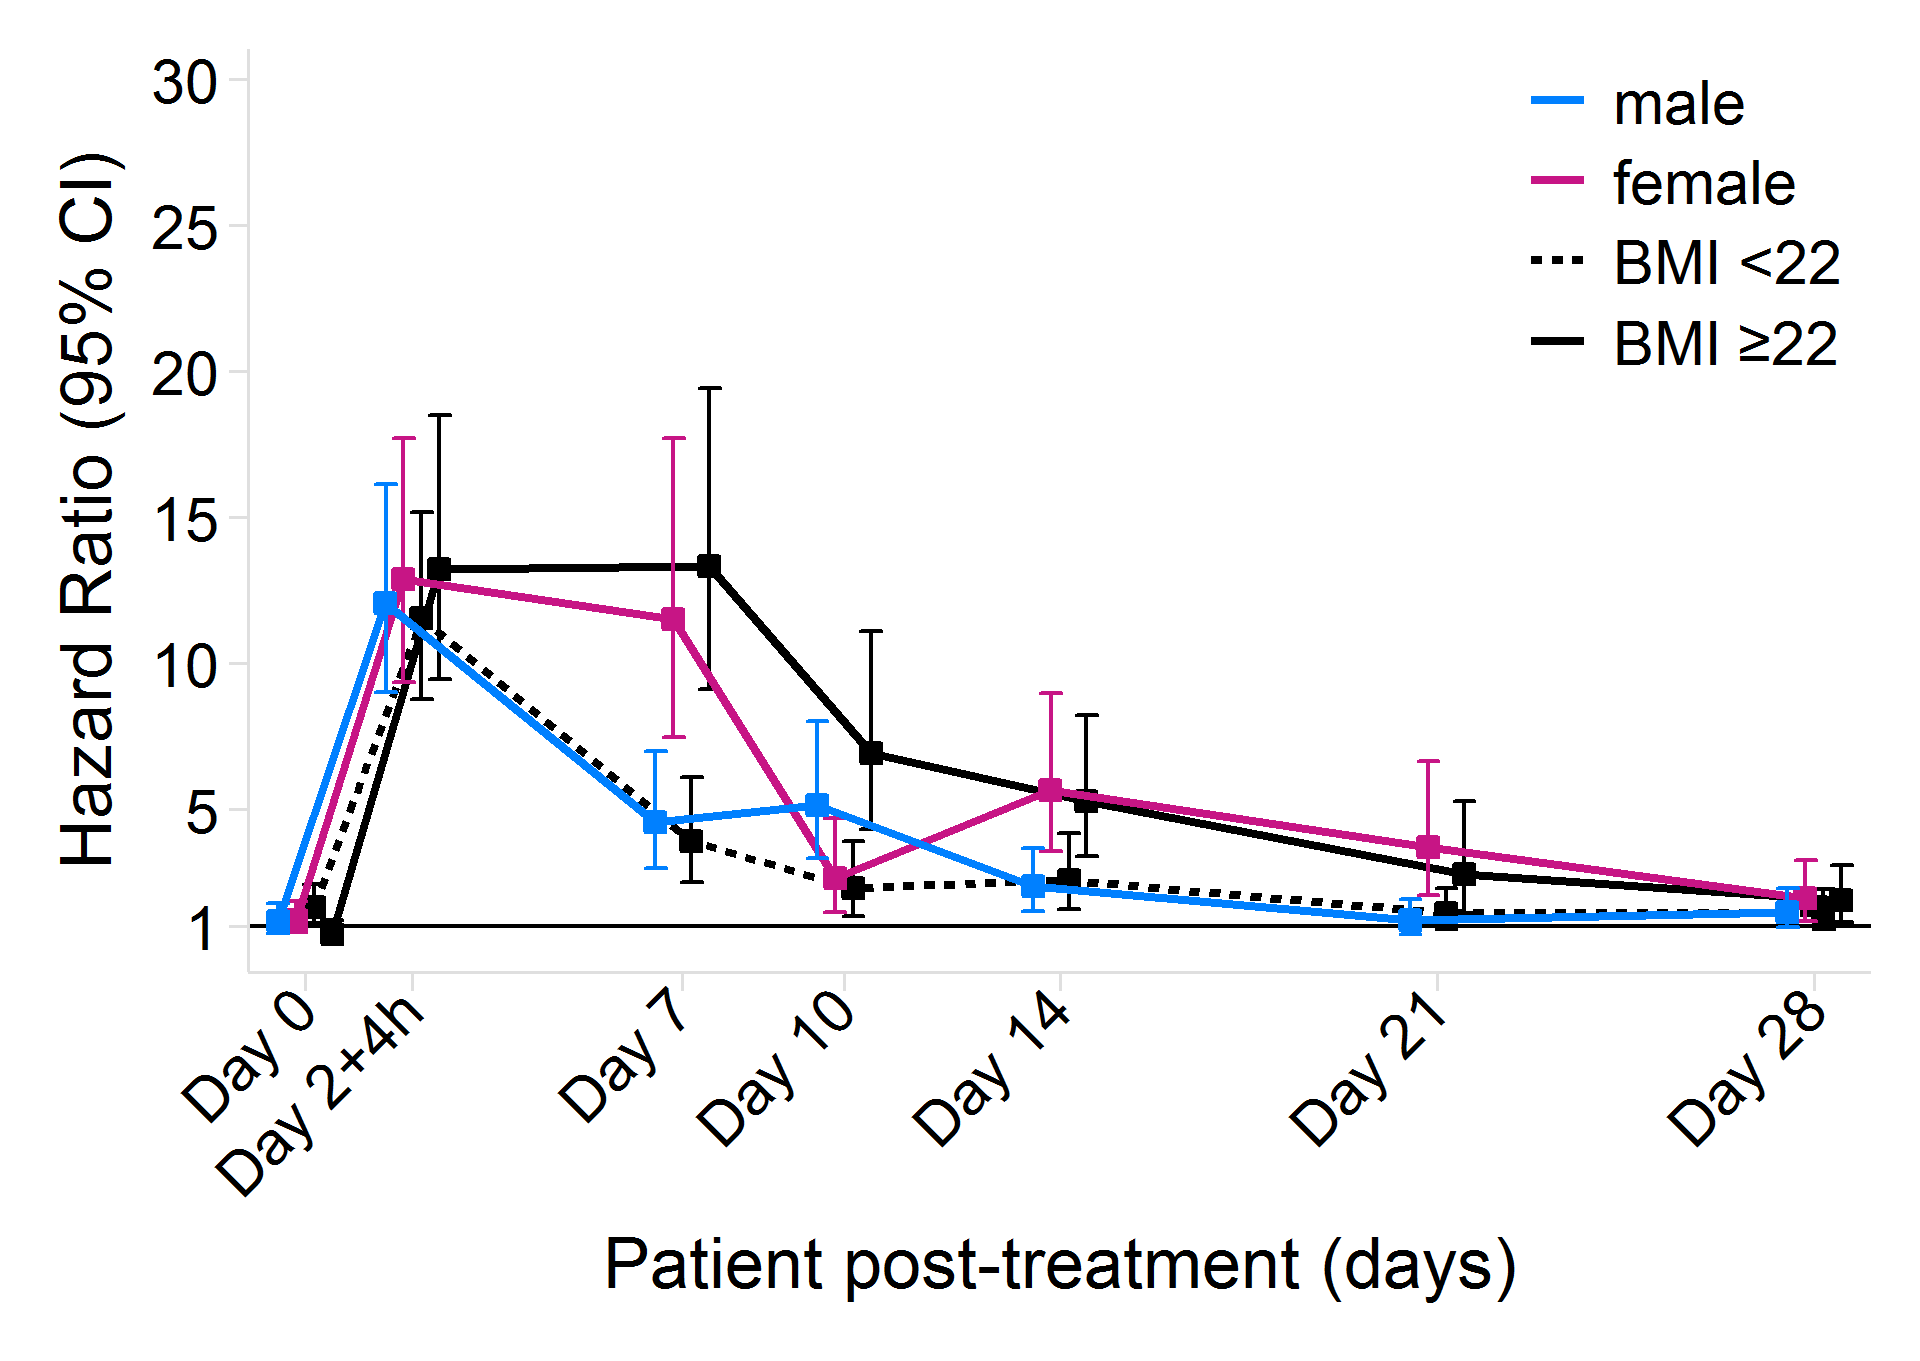 Hazard Ratio (95% CI)
30
25
20
15
10
5
1
male
female
BMI <22
BMI ≥22
Day 0
Day 2+4h
Day 7
Day 10
Day 14
Day 21
Day 28
Patient post-treatment (days)